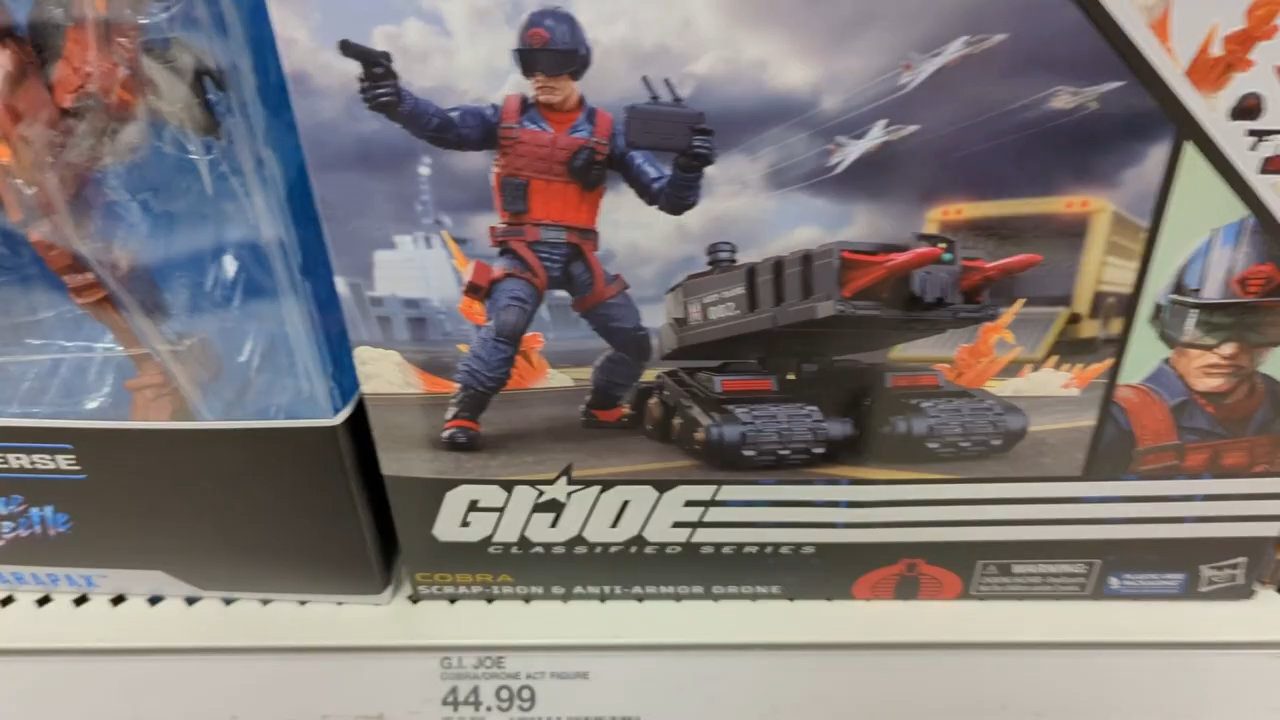 ERSE
ARAPAX
002
G.I.JOE
CLASSIFIED SERIES
COBRA
SCRAP-IRON & ANTI-ARMOR DRONE
WARNING:
G.I. JOE
COBRA/DRONE ACT FIGURE
44.99